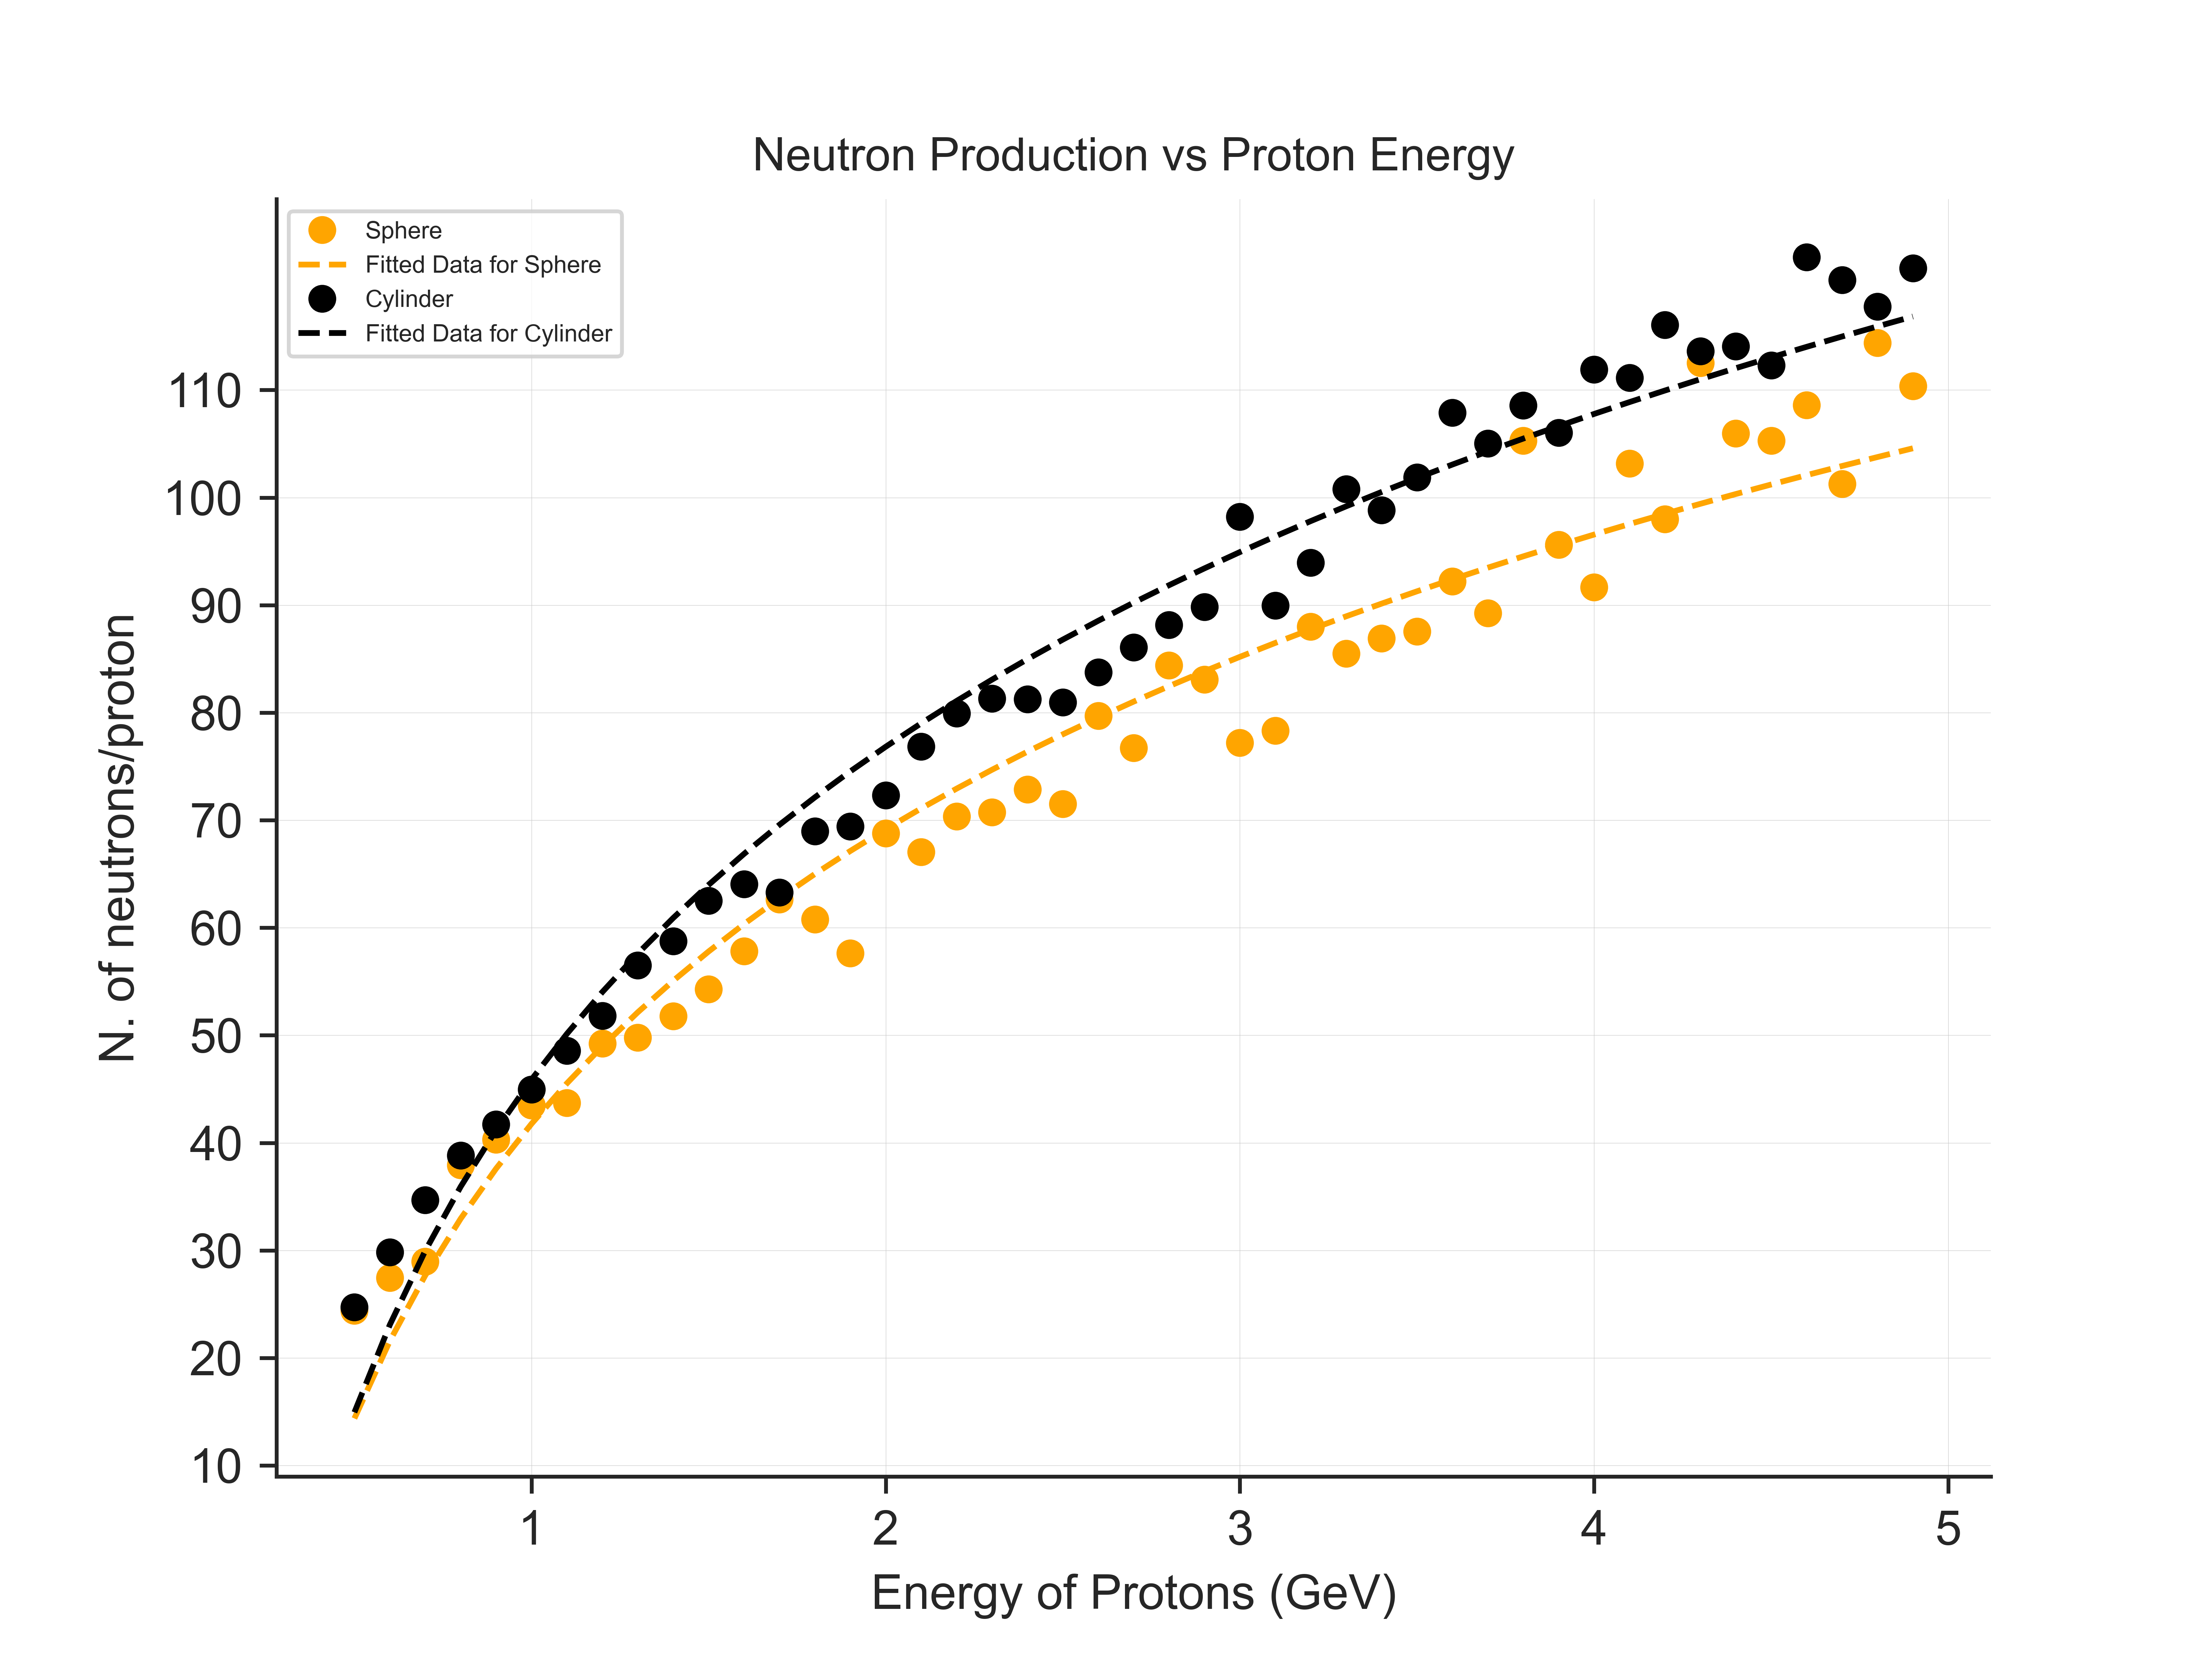 Neutron Production vs Proton Energy
Sphere
Fitted Data for Sphere
Cylinder
Fitted Data for Cylinder
N. of neutrons/proton
110
100
90
80
70
60
50
40
30
20
10
1 2 3 4 5
Energy of Protons (GeV)